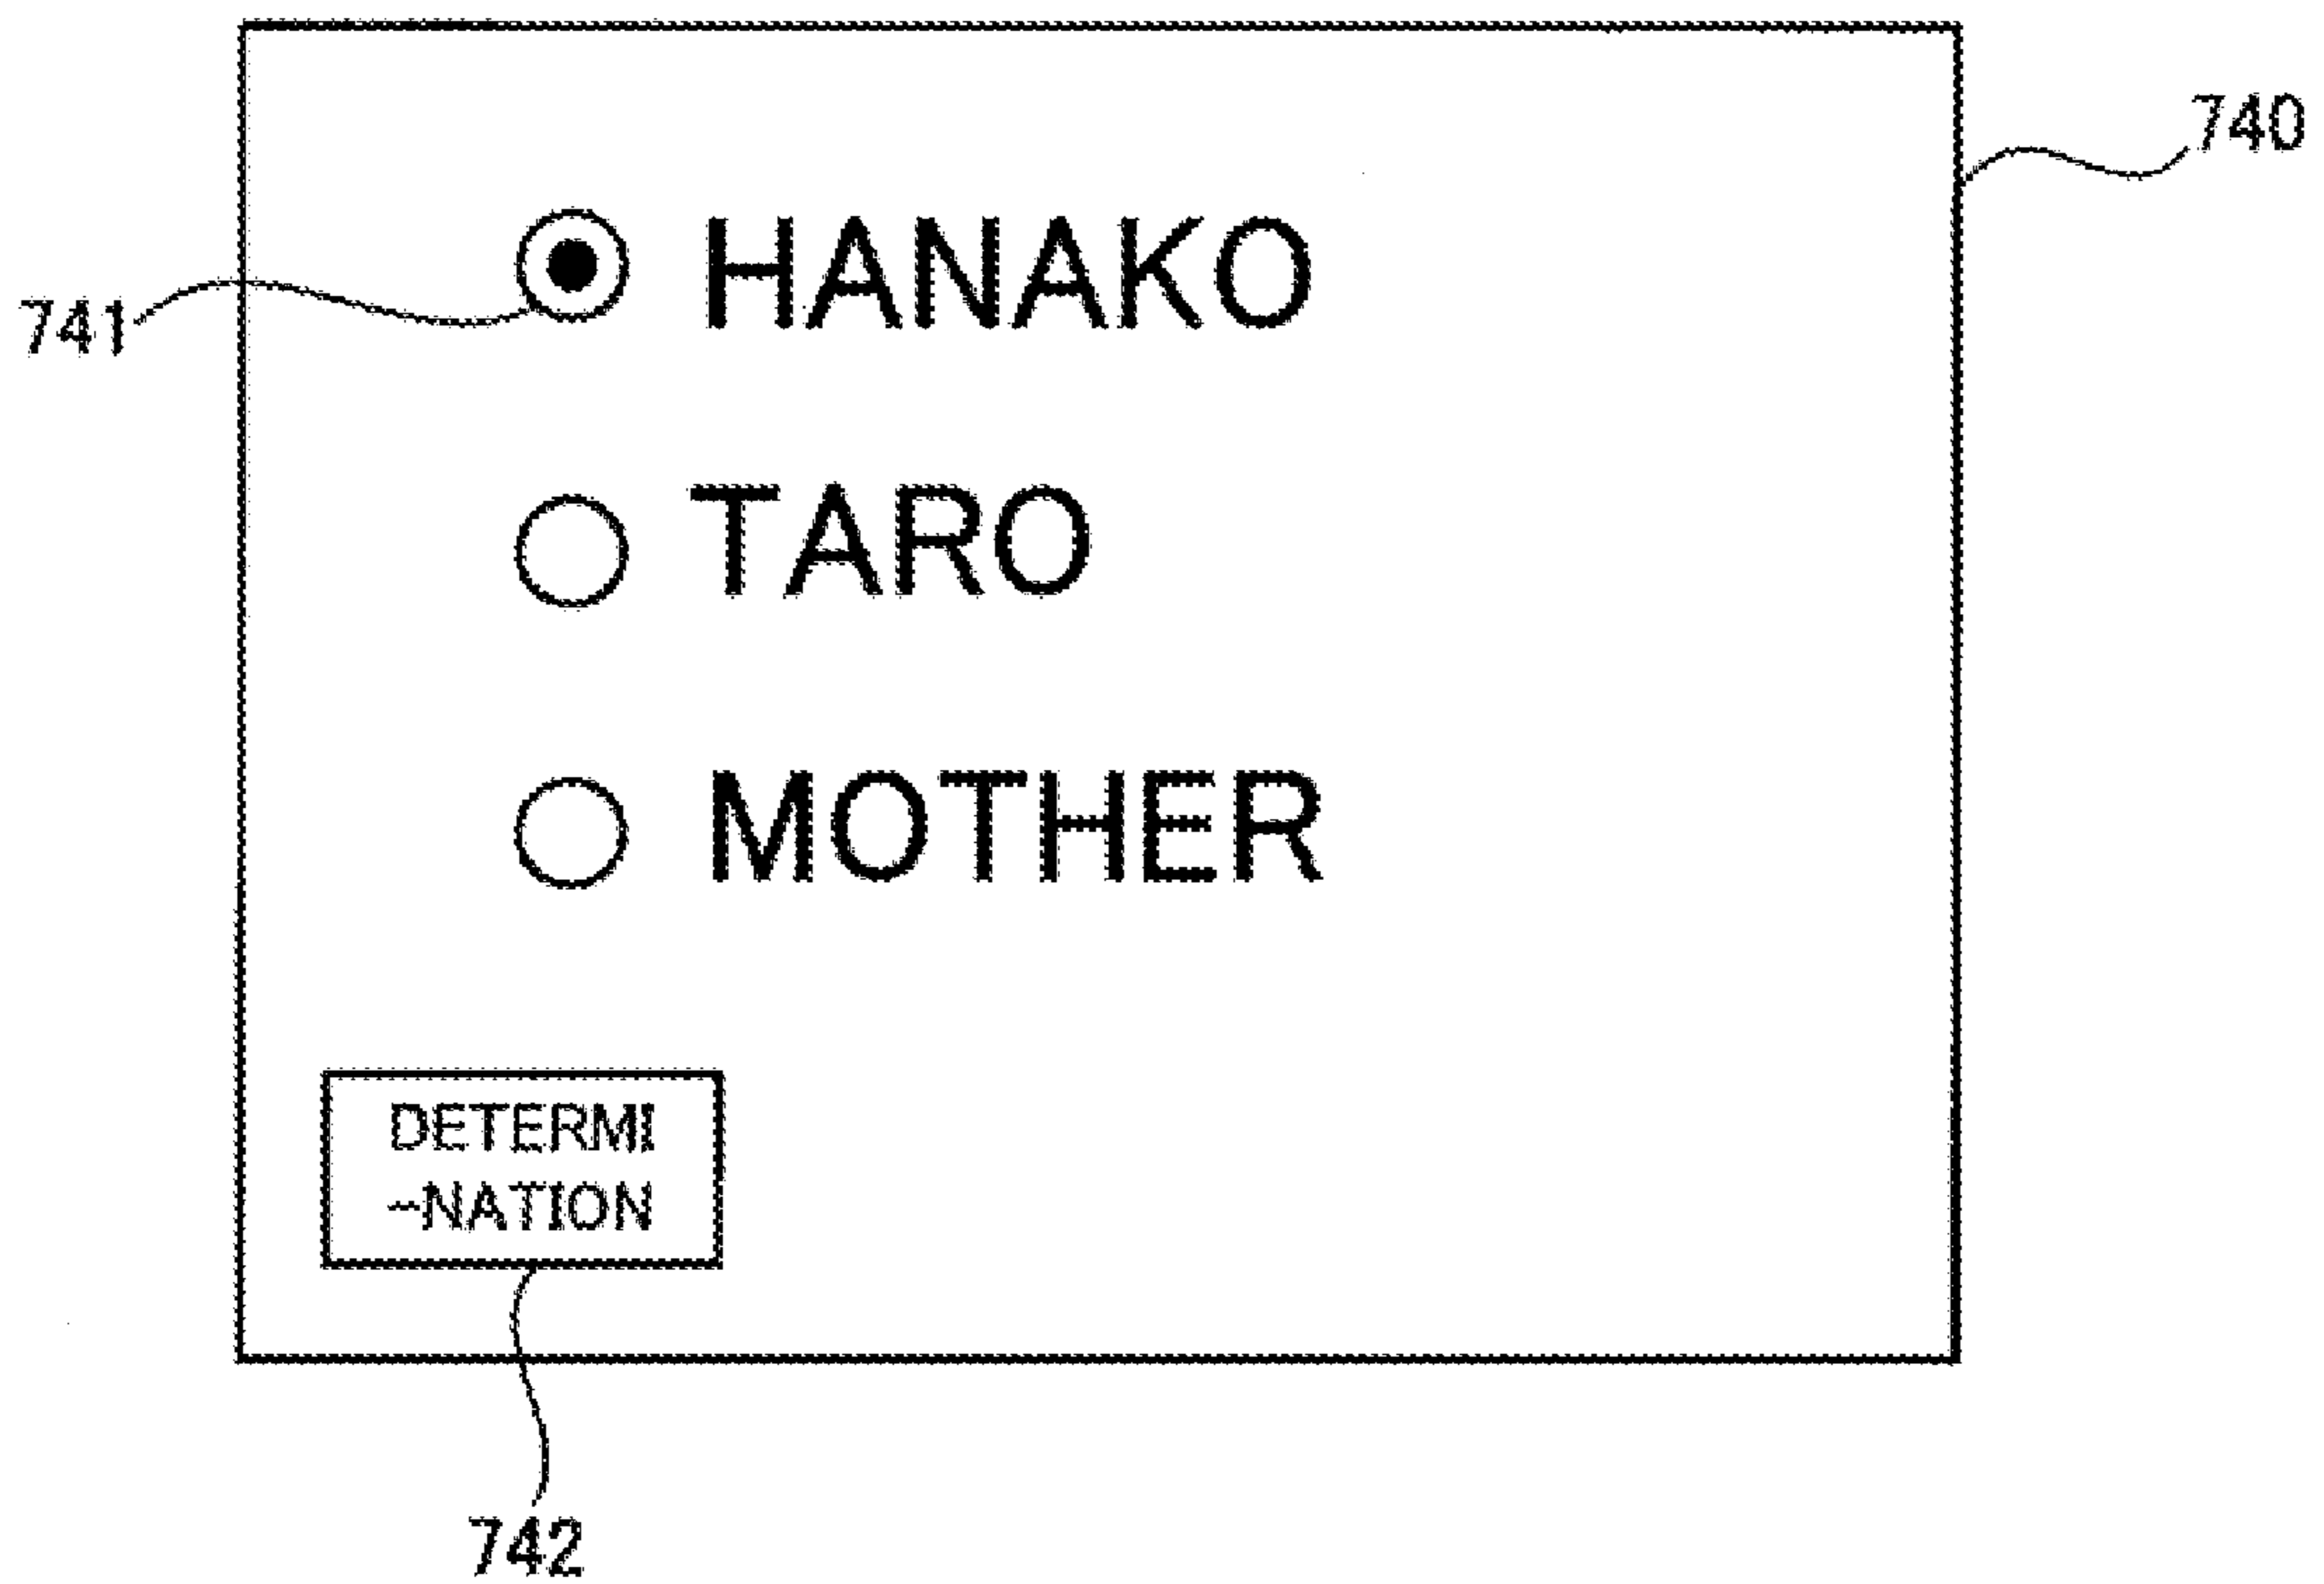 740
HANAKO
741
TARO
MOTHER
DETERMI
-NATION
742